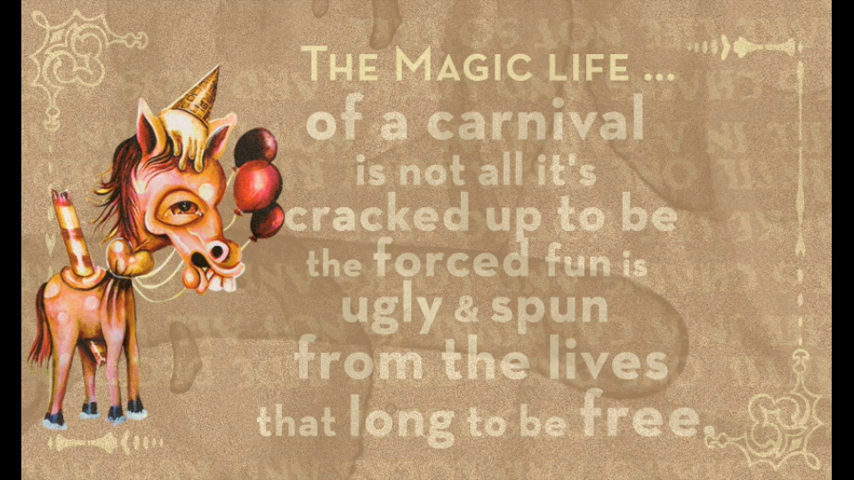 The Magic life ...
of a carnival
is not all it's
cracked up to be
the forced fun is
ugly & spun
from the lives
that long to be free.